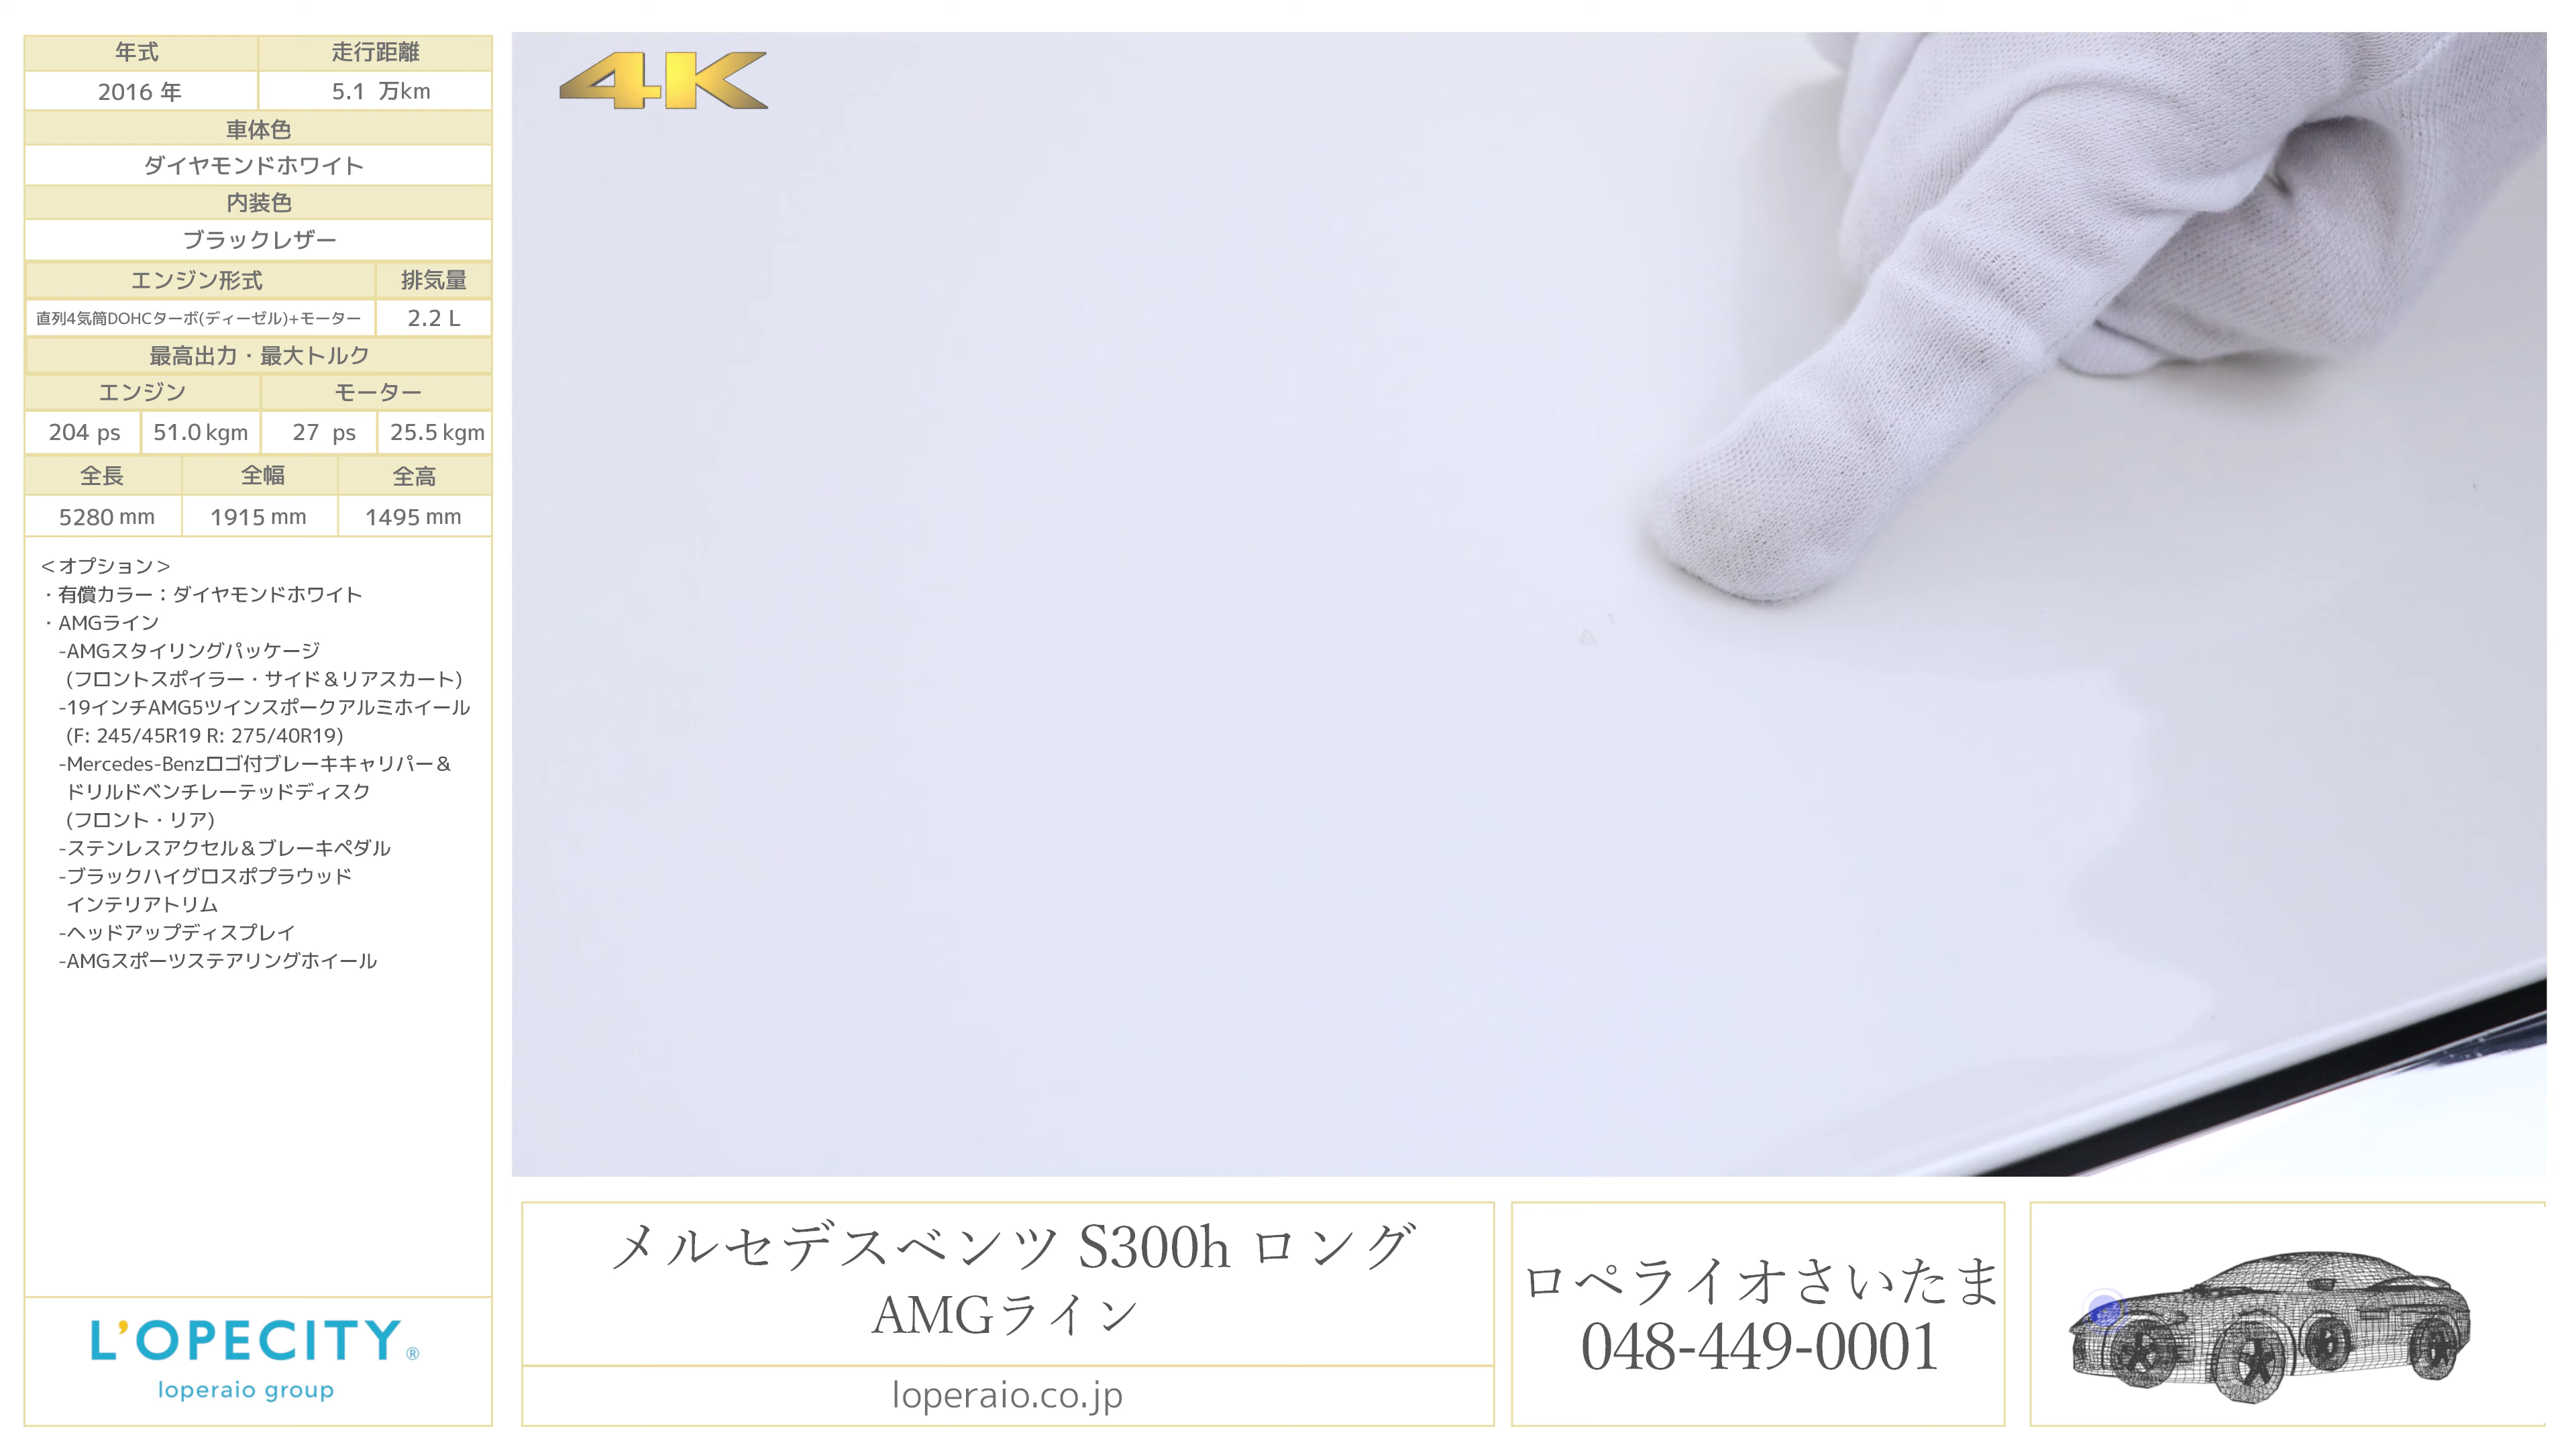 年式 走行距離
2016 年 5.1 万km
車体色
ダイヤモンドホワイト
内装色
ブラックレザー
エンジン形式 排気量
直列4気筒DOHCターボ(ディーゼル)+モーター 2.2 L
最高出力・最大トルク
エンジン モーター
204 ps 51.0 kgm 27 ps 25.5 kgm
全長 全幅 全高
5280 mm 1915 mm 1495 mm
＜オプション＞
・有償カラー：ダイヤモンドホワイト
・AMGライン
-AMGスタイリングパッケージ
(フロントスポイラー・サイド＆リアスカート)
-19インチAMG5ツインスポークアルミホイール
(F: 245/45R19 R: 275/40R19)
-Mercedes-Benzロゴ付ブレーキキャリパー＆
ドリルドベンチレーテッドディスク
(フロント・リア)
-ステンレスアクセル＆ブレーキペダル
-ブラックハイグロスポプラウッド
インテリアトリム
-ヘッドアップディスプレイ
-AMGスポーツステアリングホイール
L'OPECITY®
loperaio group
4K
メルセデスベンツ S300h ロング
AMGライン
loperaio.co.jp
ロペライオさいたま
048-449-0001